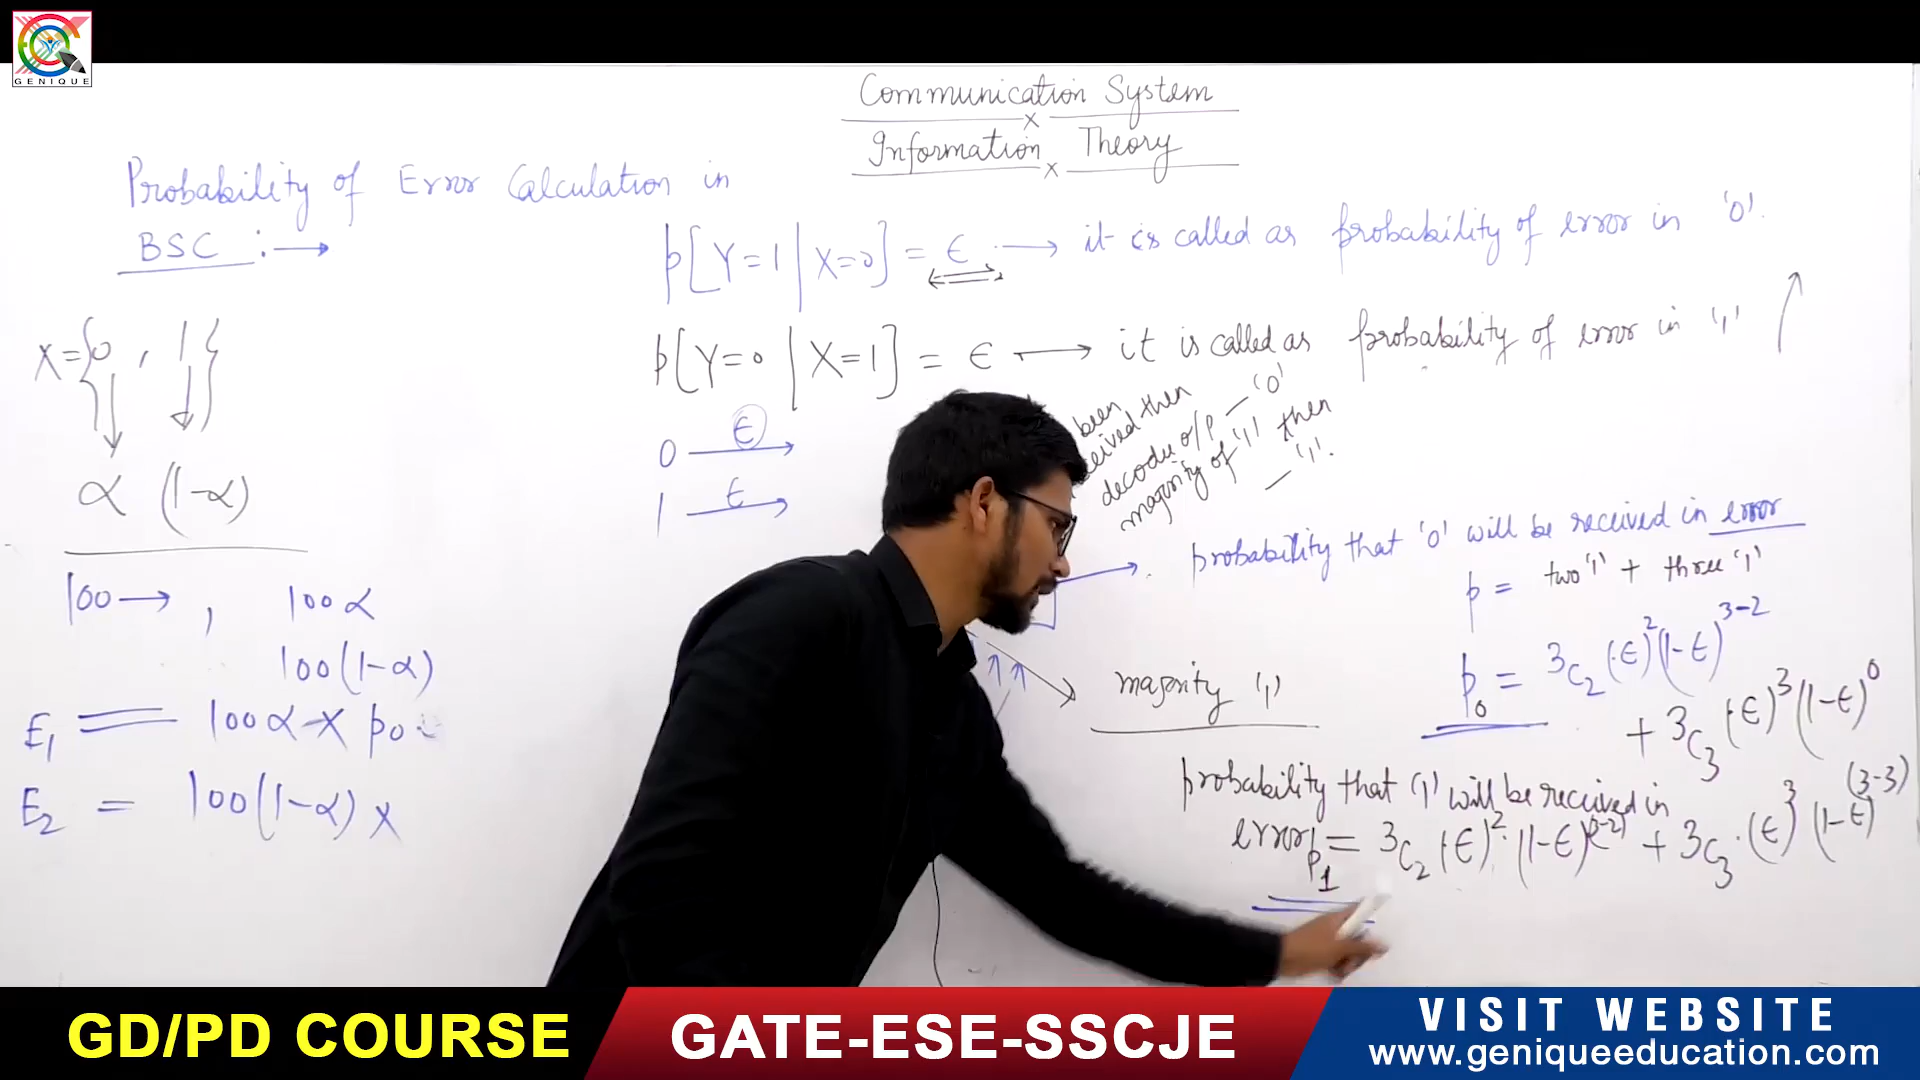 GENIQUE
Communication System
Information Theory
Probability of Error Calculation in
BSC :→
p[Y=1 | X=0] = ϵ → it is called as probability of error in '0'.
p[Y=0 | X=1] = ϵ → it is called as probability of error in '1'
X={0, 1}
α (1-α)
0 ϵ →
1 ϵ →
been
then
decode o/p – '0'
majority of '1' then
– '1'.
100 → , 100α
100(1-α)
E₁ = 100α × p0
E₂ = 100(1-α) ×
probability that '0' will be received in error
p = two '1' + three '1'
p₀ = ³C₂ (ϵ)² (1-ϵ)³⁻²
+ ³C₃ (ϵ)³ (1-ϵ)⁰
majority '1'
probability that '1' will be received in
error p₁ = ³C₂ (ϵ)² · (1-ϵ)⁽³⁻²⁾ + ³C₃ · (ϵ)³ (1-ϵ)⁽³⁻³⁾
GD/PD COURSE
GATE-ESE-SSCJE
VISIT WEBSITE
www.geniqueeducation.com